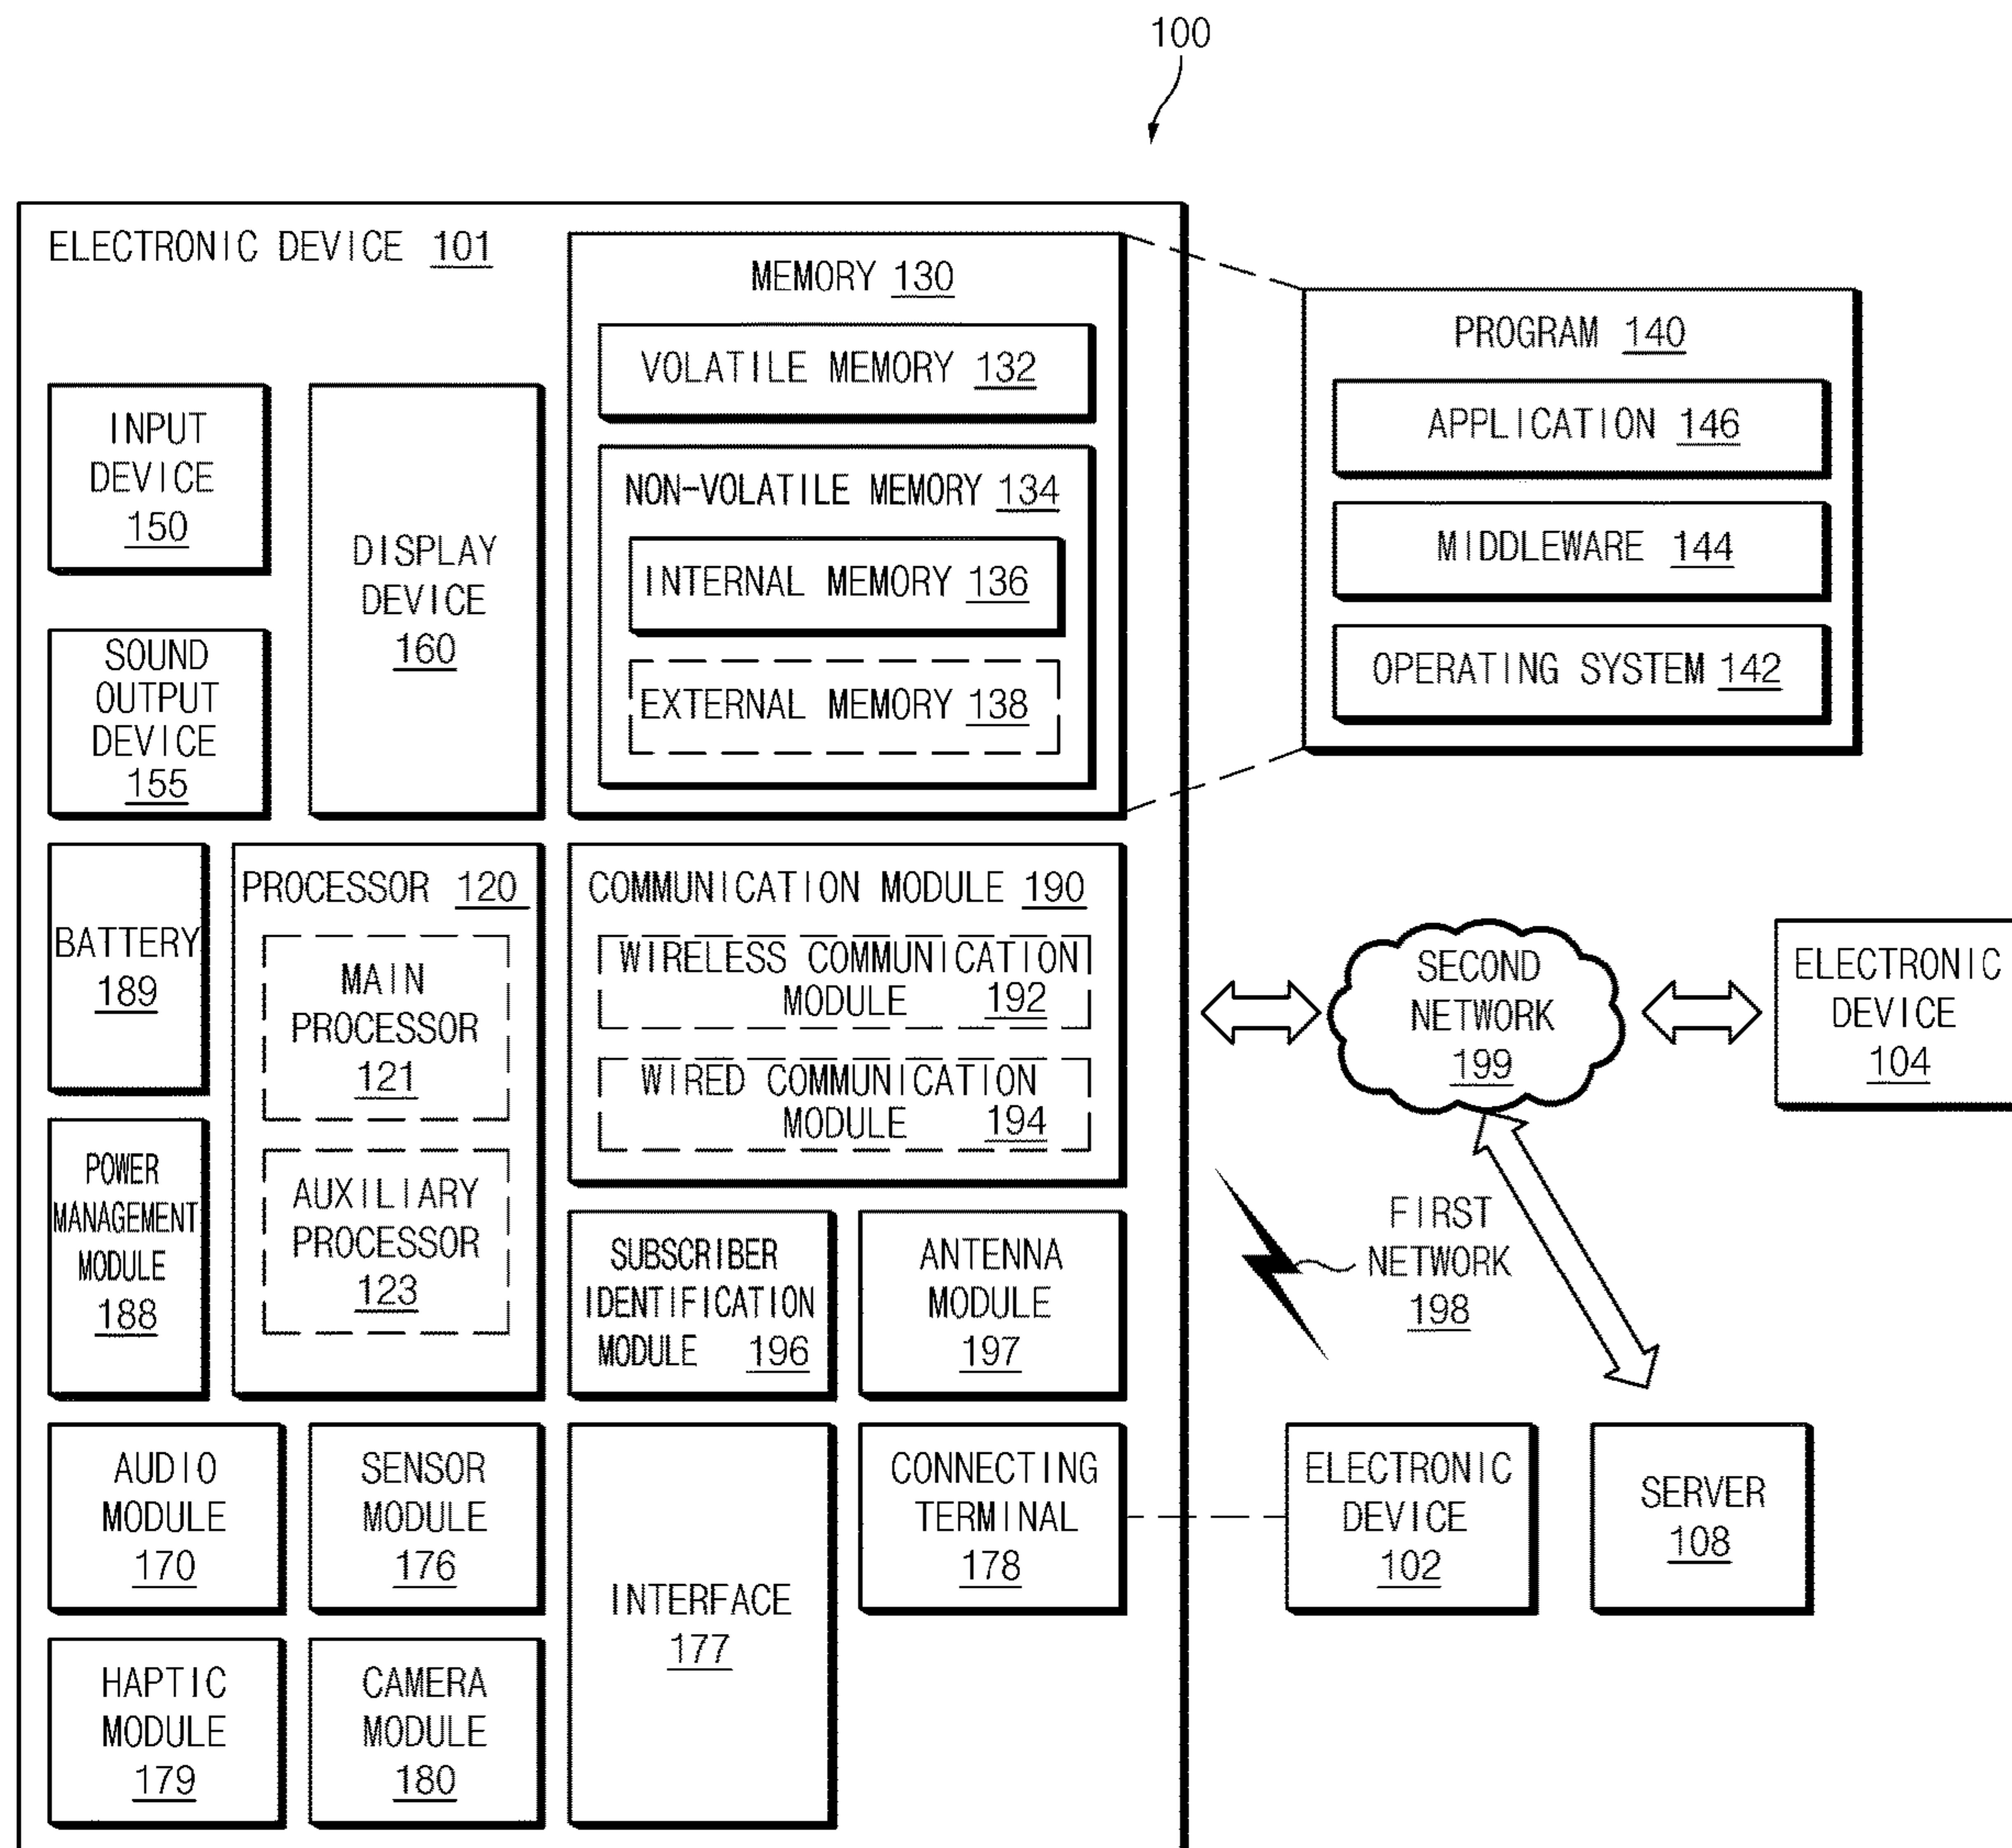 100
ELECTRONIC DEVICE 101
MEMORY 130
VOLATILE MEMORY 132
NON-VOLATILE MEMORY 134
INTERNAL MEMORY 136
EXTERNAL MEMORY 138
PROGRAM 140
APPLICATION 146
MIDDLEWARE 144
OPERATING SYSTEM 142
INPUT
DEVICE
150
DISPLAY
DEVICE
160
SOUND
OUTPUT
DEVICE
155
BATTERY
189
PROCESSOR 120
MAIN
PROCESSOR
121
AUXILIARY
PROCESSOR
123
POWER
MANAGEMENT
MODULE
188
COMMUNICATION MODULE 190
WIRELESS COMMUNICATION
MODULE 192
WIRED COMMUNICATION
MODULE 194
SECOND
NETWORK
199
ELECTRONIC
DEVICE
104
SUBSCRIBER
IDENTIFICATION
MODULE 196
ANTENNA
MODULE
197
FIRST
NETWORK
198
AUDIO
MODULE
170
SENSOR
MODULE
176
INTERFACE
177
CONNECTING
TERMINAL
178
ELECTRONIC
DEVICE
102
SERVER
108
HAPTIC
MODULE
179
CAMERA
MODULE
180